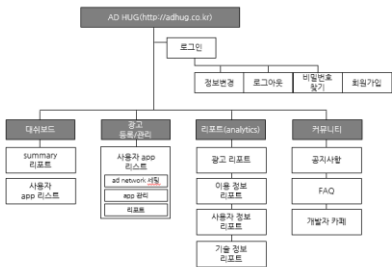 AD HUG(http://adhug.co.kr)
로그인
정보변경
로그아웃
비밀번호
찾기
회원가입
대쉬보드
광고
등록/관리
리포트(analytics)
커뮤니티
summary
리포트
사용자
app 리스트
사용자 app
리스트
ad network 세팅
app 관리
리포트
광고 리포트
이용 정보
리포트
사용자 정보
리포트
기술 정보
리포트
공지사항
FAQ
개발자 카페